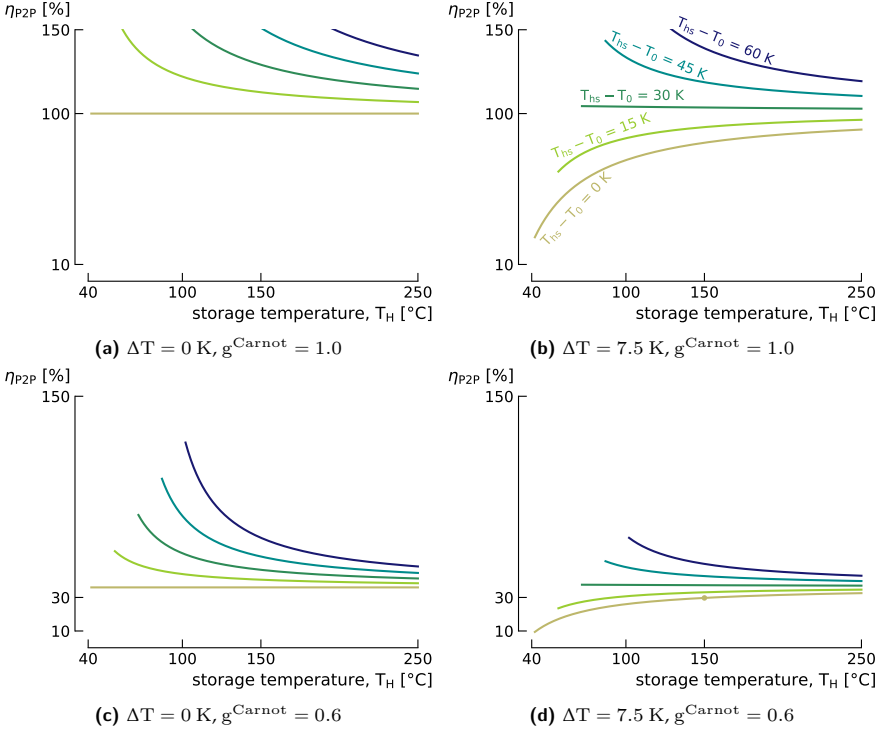 η_P2P [%]
150
100
10
40 100 150 250
storage temperature, T_H [°C]
(a) ΔT = 0 K, g^Carnot = 1.0
η_P2P [%]
150
100
10
T_hs − T_0 = 60 K
T_hs − T_0 = 45 K
T_hs − T_0 = 30 K
T_hs − T_0 = 15 K
T_hs − T_0 = 0 K
40 100 150 250
storage temperature, T_H [°C]
(b) ΔT = 7.5 K, g^Carnot = 1.0
η_P2P [%]
150
30
10
40 100 150 250
storage temperature, T_H [°C]
(c) ΔT = 0 K, g^Carnot = 0.6
η_P2P [%]
150
30
10
40 100 150 250
storage temperature, T_H [°C]
(d) ΔT = 7.5 K, g^Carnot = 0.6